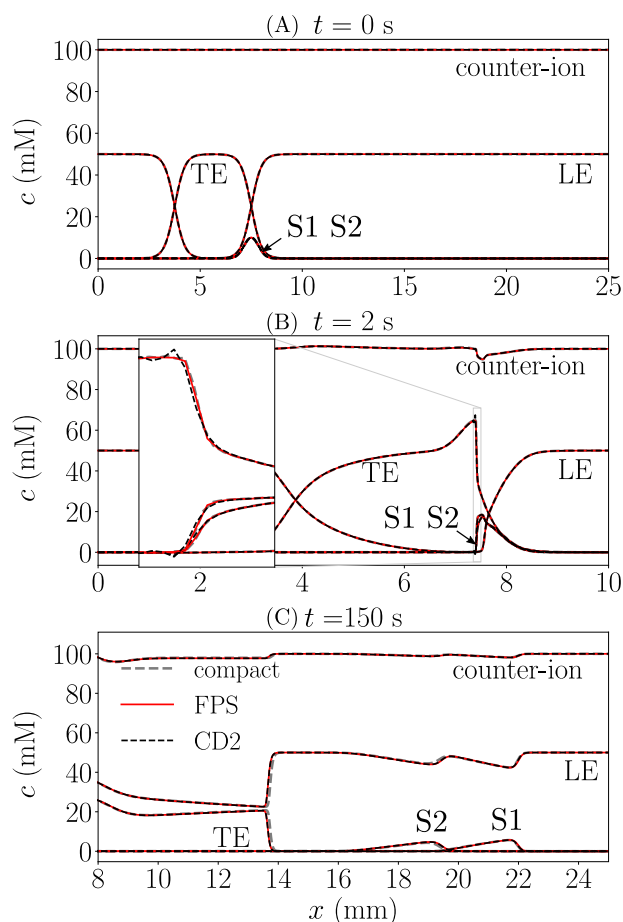 (A) t = 0 s
100
80
60
40
20
0
c (mM)
counter-ion
TE
LE
S1 S2
0 5 10 15 20 25
(B) t = 2 s
100
80
60
40
20
0
c (mM)
counter-ion
TE
LE
S1 S2
0 2 4 6 8 10
(C) t =150 s
100
80
60
40
20
0
c (mM)
compact
FPS
CD2
counter-ion
LE
TE
S2
S1
8 10 12 14 16 18 20 22 24
x (mm)